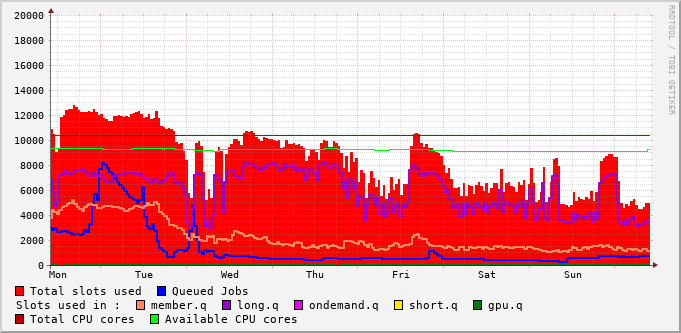 20000
18000
16000
14000
12000
10000
8000
6000
4000
2000
0
Mon Tue Wed Thu Fri Sat Sun
RRDTOOL / TOBI OETIKER
Total slots used Queued Jobs
Slots used in : member.q long.q ondemand.q short.q gpu.q
Total CPU cores
Available CPU cores